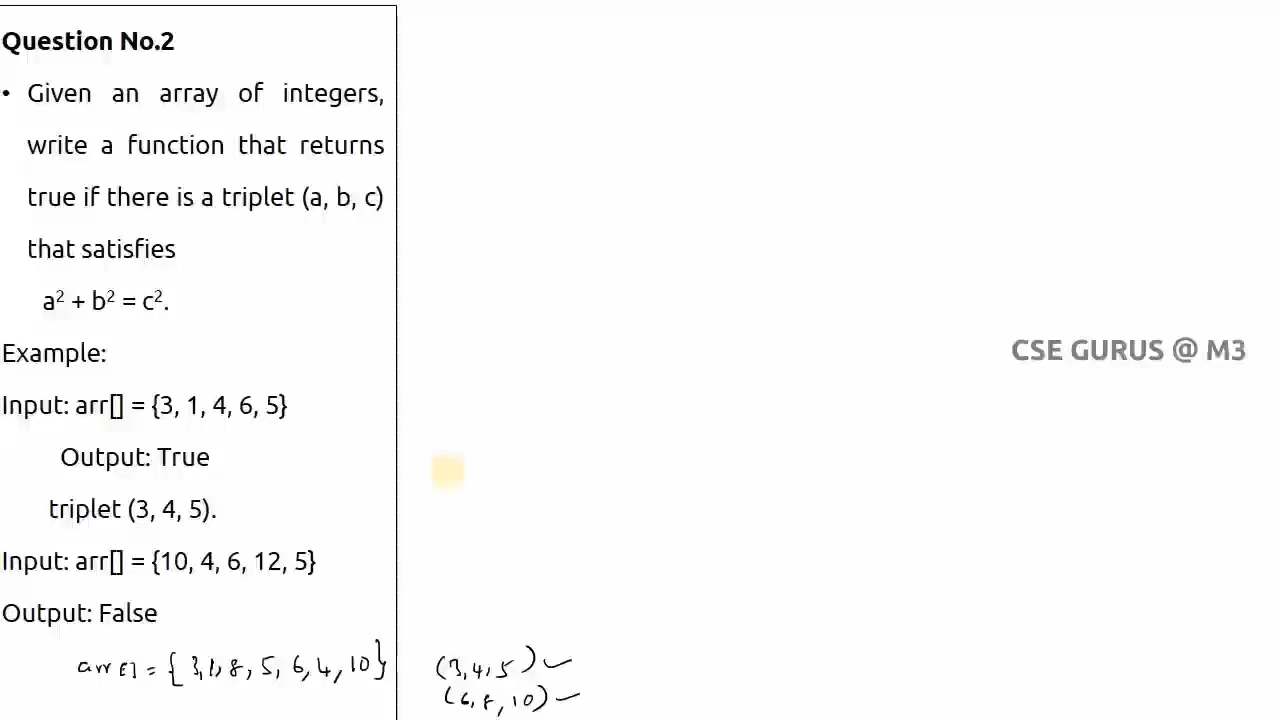 Question No.2
• Given an array of integers,
write a function that returns
true if there is a triplet (a, b, c)
that satisfies
a² + b² = c².
Example:
Input: arr[] = {3, 1, 4, 6, 5}
Output: True
triplet (3, 4, 5).
Input: arr[] = {10, 4, 6, 12, 5}
Output: False
arr[] = { 3, 1, 8, 5, 6, 4, 10 }
(3, 4, 5) ✓
(6, 8, 10) ✓
CSE GURUS @ M3